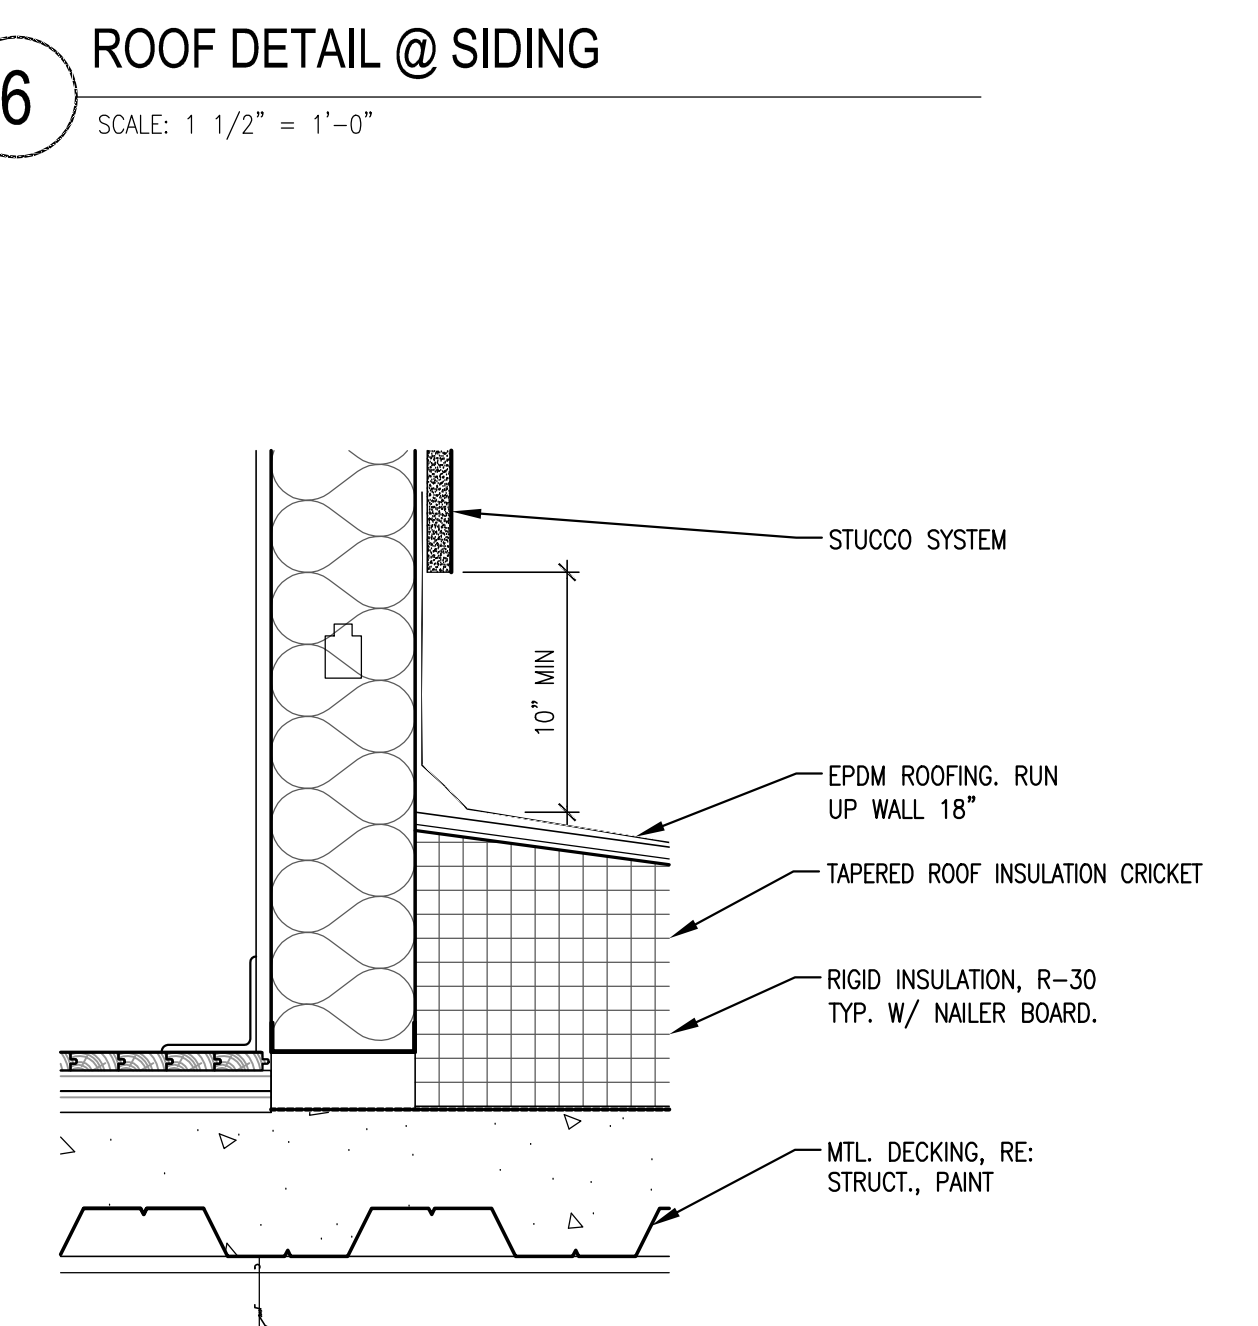 6
ROOF DETAIL @ SIDING
SCALE: 1 1/2" = 1'-0"
STUCCO SYSTEM
10" MIN
EPDM ROOFING. RUN
UP WALL 18"
TAPERED ROOF INSULATION CRICKET
RIGID INSULATION, R-30
TYP. W/ NAILER BOARD.
MTL. DECKING, RE:
STRUCT., PAINT